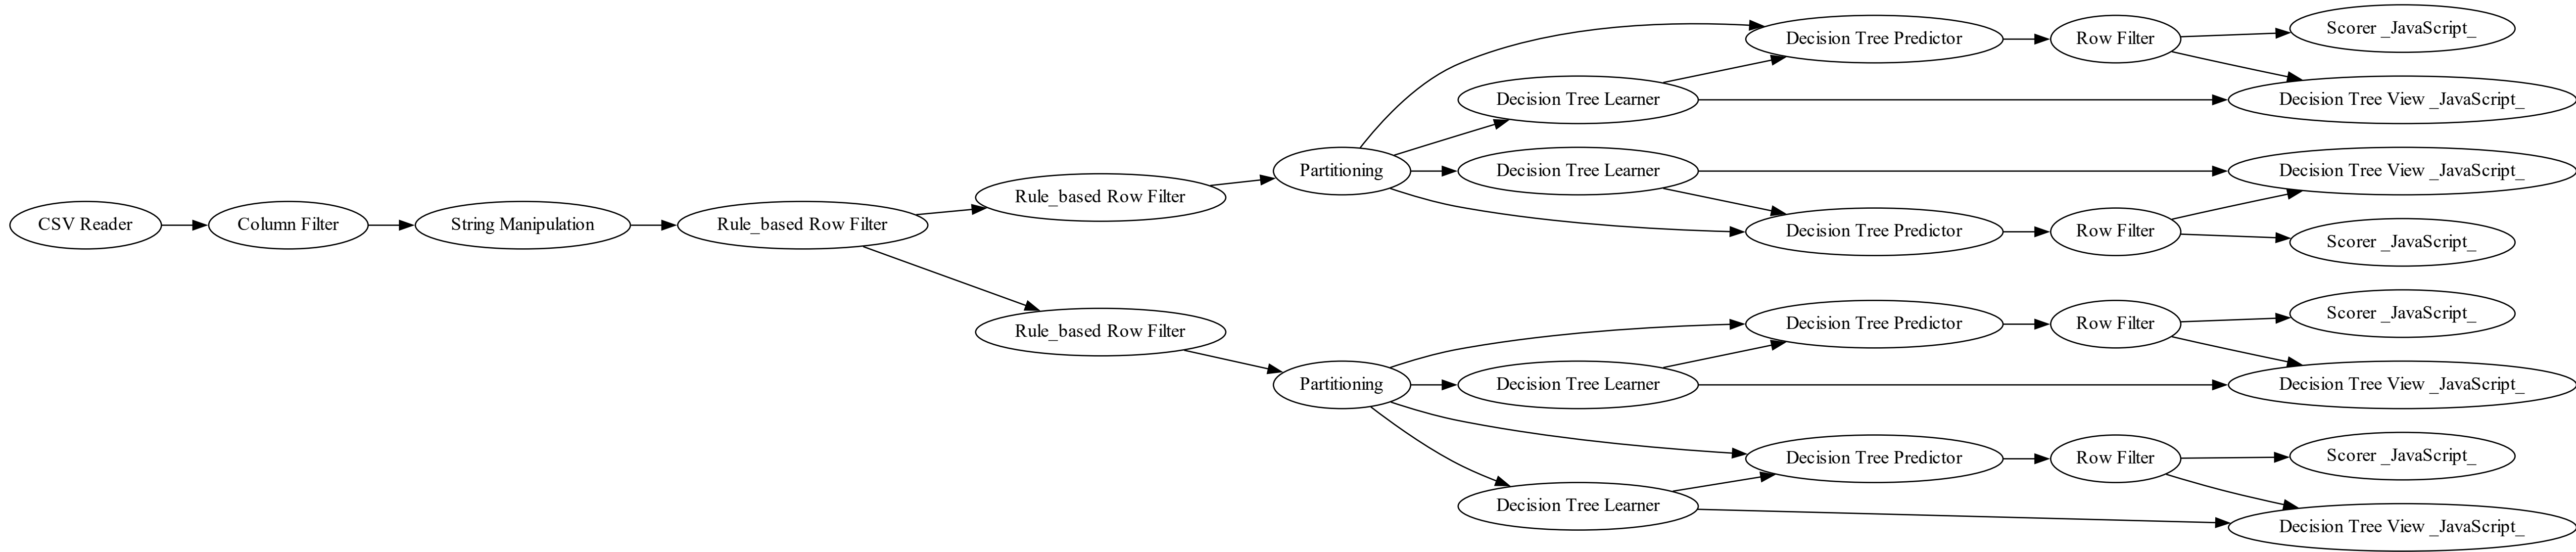 CSV Reader
Column Filter
String Manipulation
Rule_based Row Filter
Rule_based Row Filter
Rule_based Row Filter
Partitioning
Partitioning
Decision Tree Predictor
Row Filter
Scorer _JavaScript_
Decision Tree Learner
Decision Tree View _JavaScript_
Decision Tree Learner
Decision Tree View _JavaScript_
Decision Tree Predictor
Row Filter
Scorer _JavaScript_
Decision Tree Predictor
Row Filter
Scorer _JavaScript_
Decision Tree Learner
Decision Tree View _JavaScript_
Decision Tree Predictor
Row Filter
Scorer _JavaScript_
Decision Tree Learner
Decision Tree View _JavaScript_